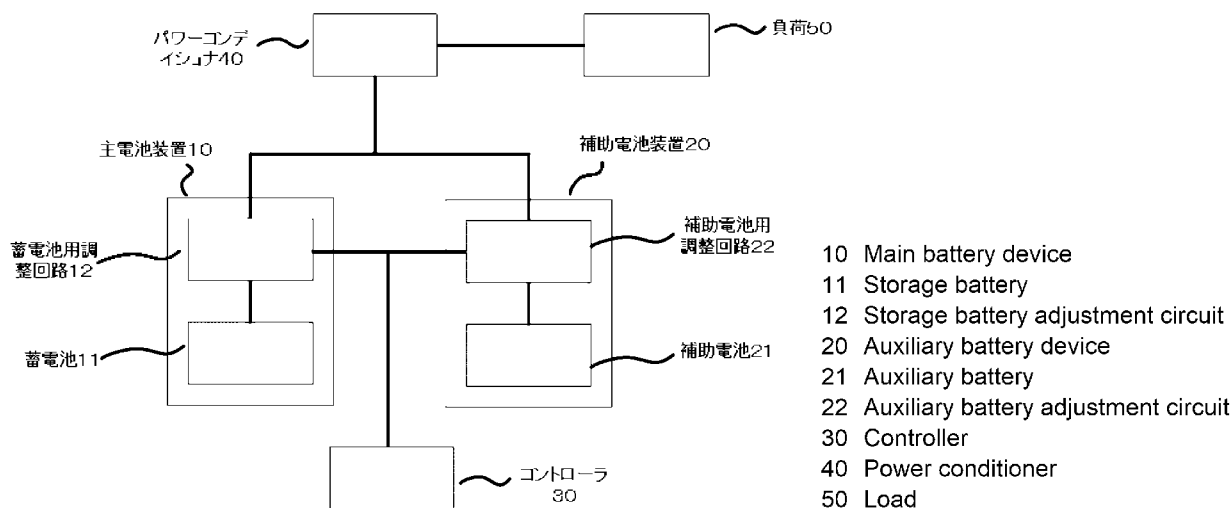 パワーコンデ
ィショナ40
負荷50
主電池装置10
補助電池装置20
蓄電池用調
整回路12
補助電池用
調整回路22
蓄電池11
補助電池21
コントローラ
30
10 Main battery device
11 Storage battery
12 Storage battery adjustment circuit
20 Auxiliary battery device
21 Auxiliary battery
22 Auxiliary battery adjustment circuit
30 Controller
40 Power conditioner
50 Load